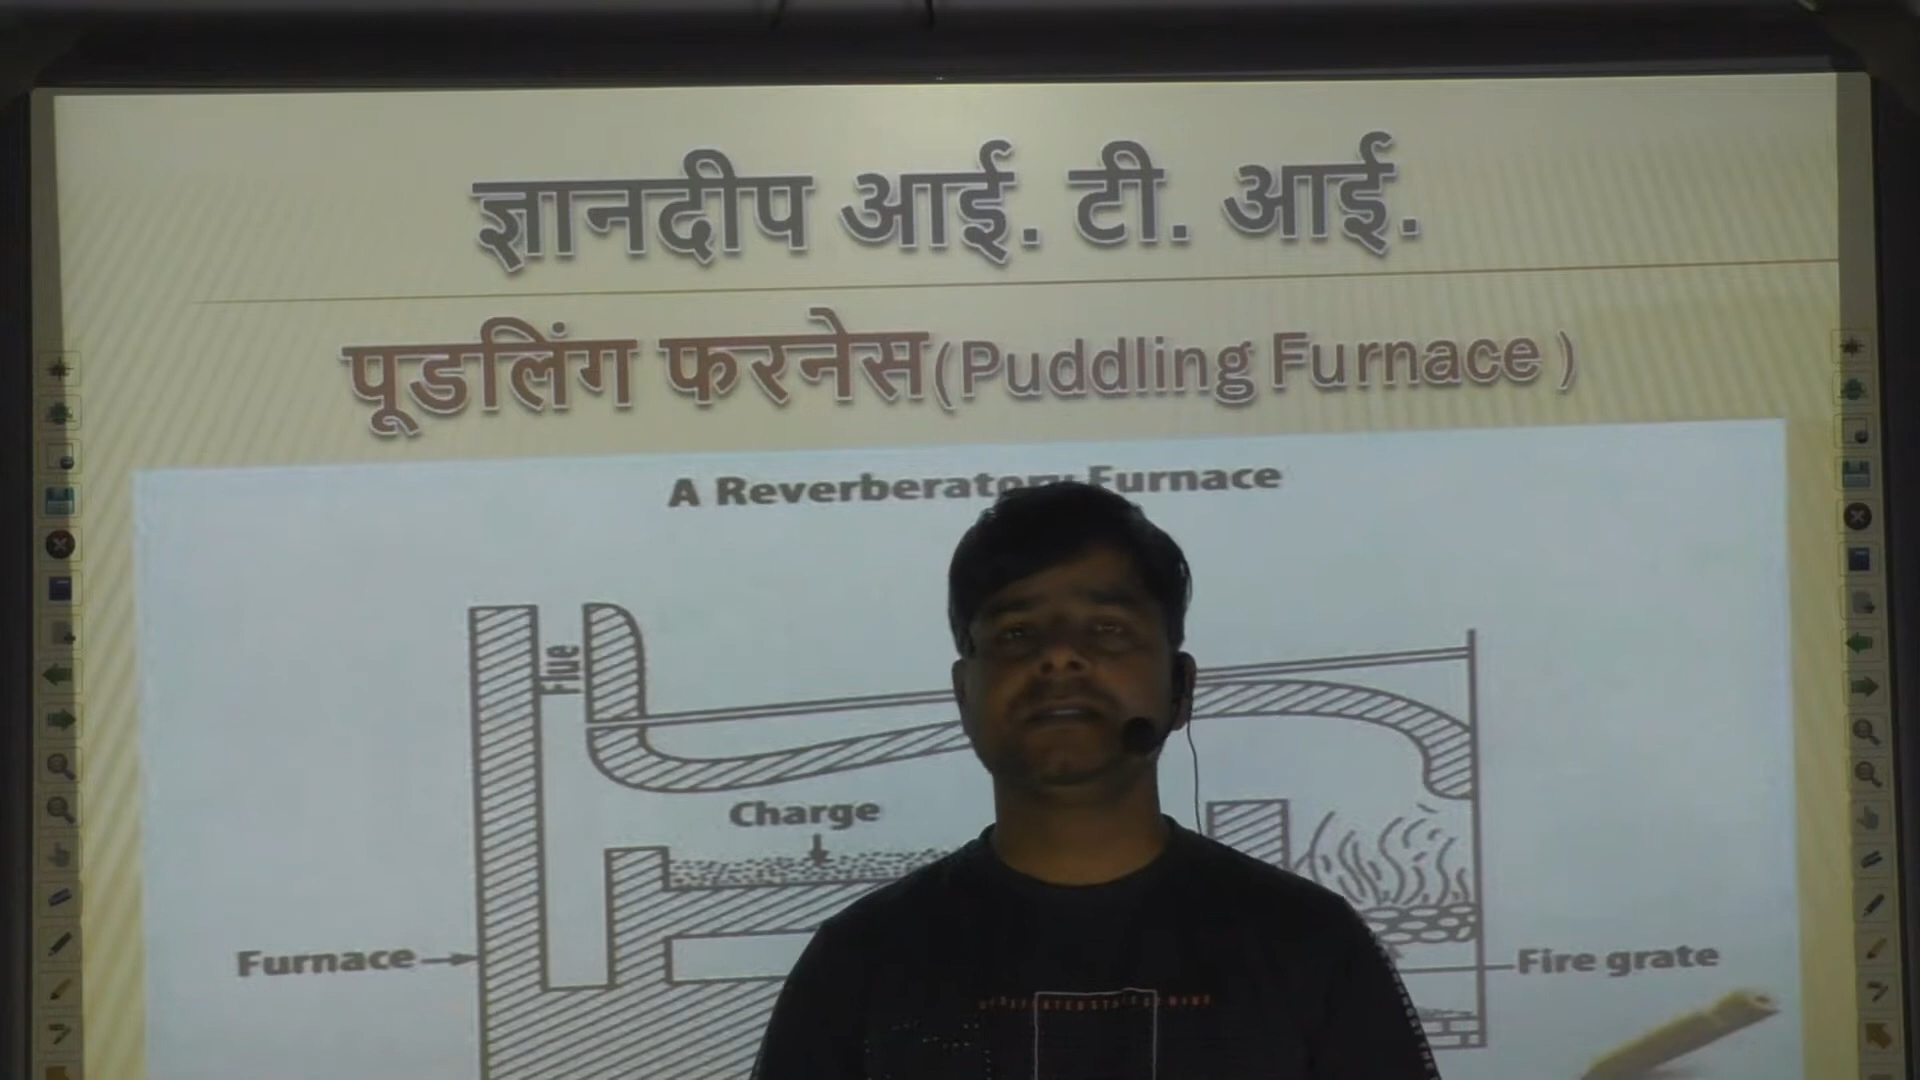 ज्ञानदीप आई. टी. आई.
पूडलिंग फरनेस(Puddling Furnace )
A Reverberatory Furnace
Flue
Charge
Furnace
Fire grate